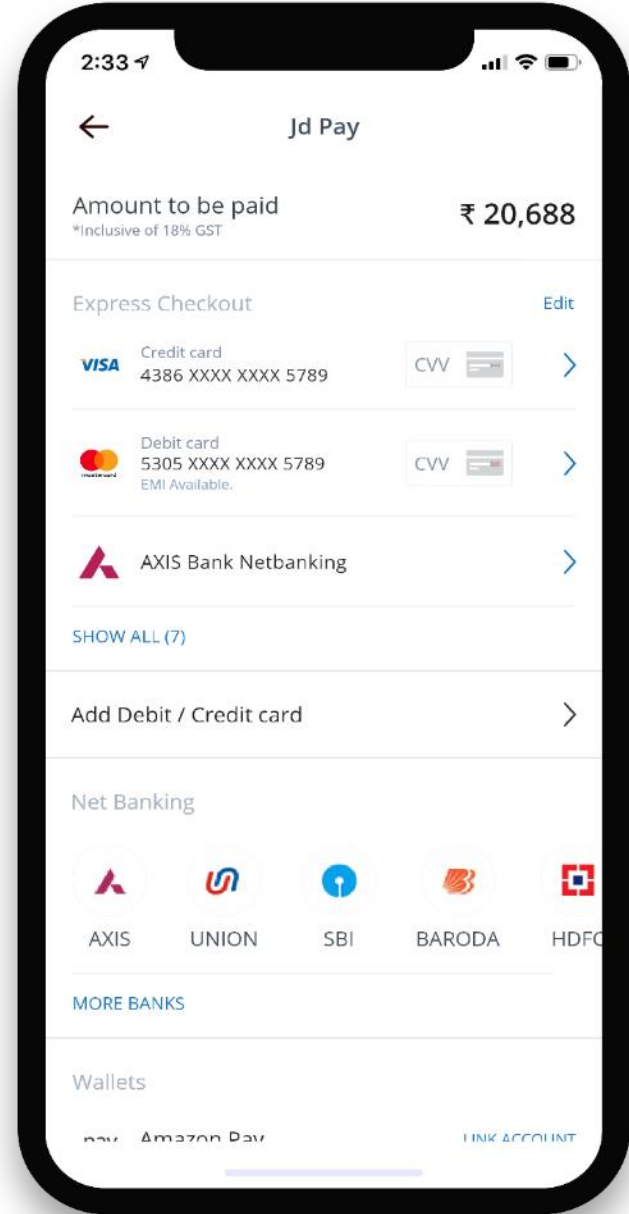 2:33
Jd Pay
Amount to be paid
₹ 20,688
*Inclusive of 18% GST
Express Checkout
Edit
VISA
Credit card
4386 XXXX XXXX 5789
CVV
Debit card
5305 XXXX XXXX 5789
EMI Available.
CVV
mastercard
AXIS Bank Netbanking
SHOW ALL (7)
Add Debit / Credit card
Net Banking
AXIS UNION SBI BARODA HDFC
MORE BANKS
Wallets
pay Amazon Pay LINK ACCOUNT